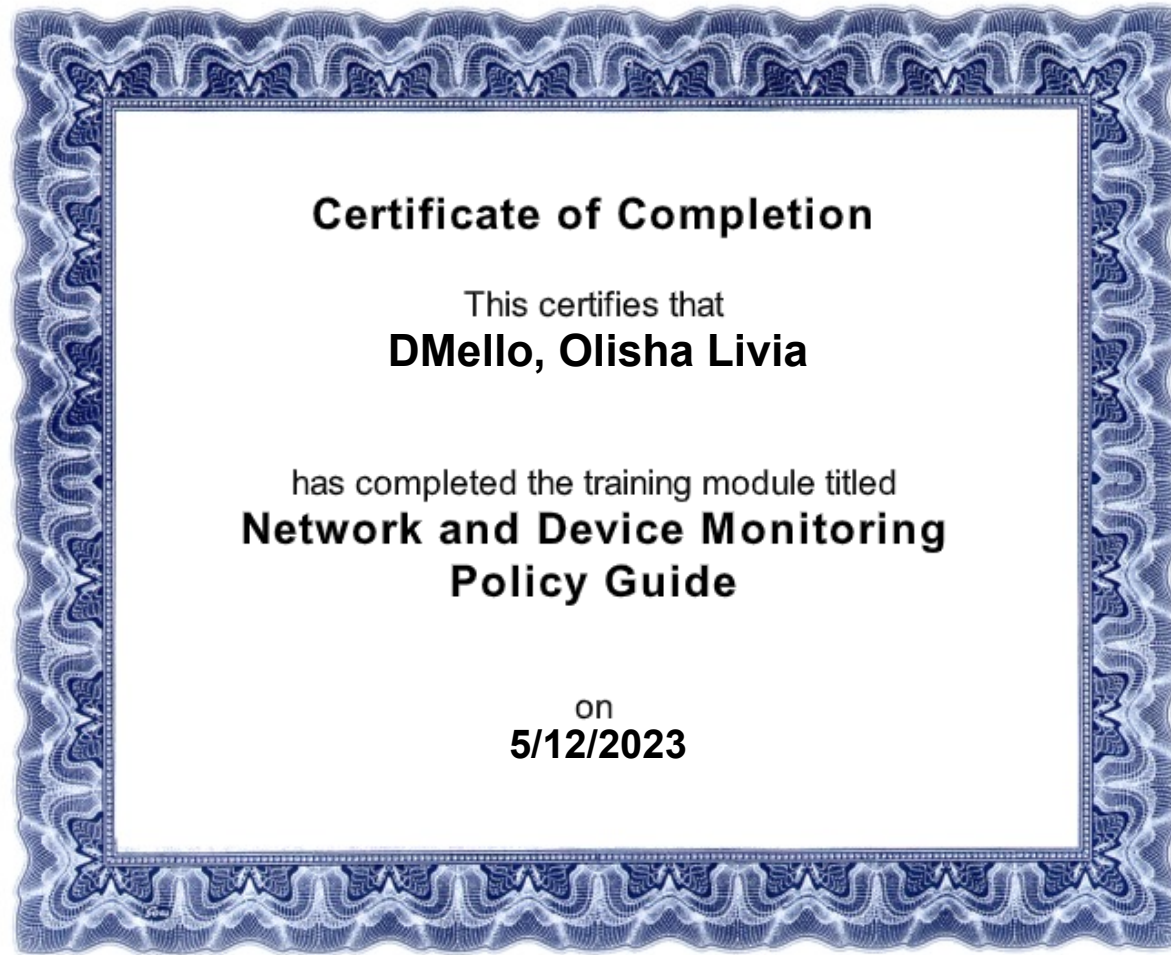 Certificate of Completion
This certifies that
DMello, Olisha Livia
has completed the training module titled
Network and Device Monitoring
Policy Guide
on
5/12/2023